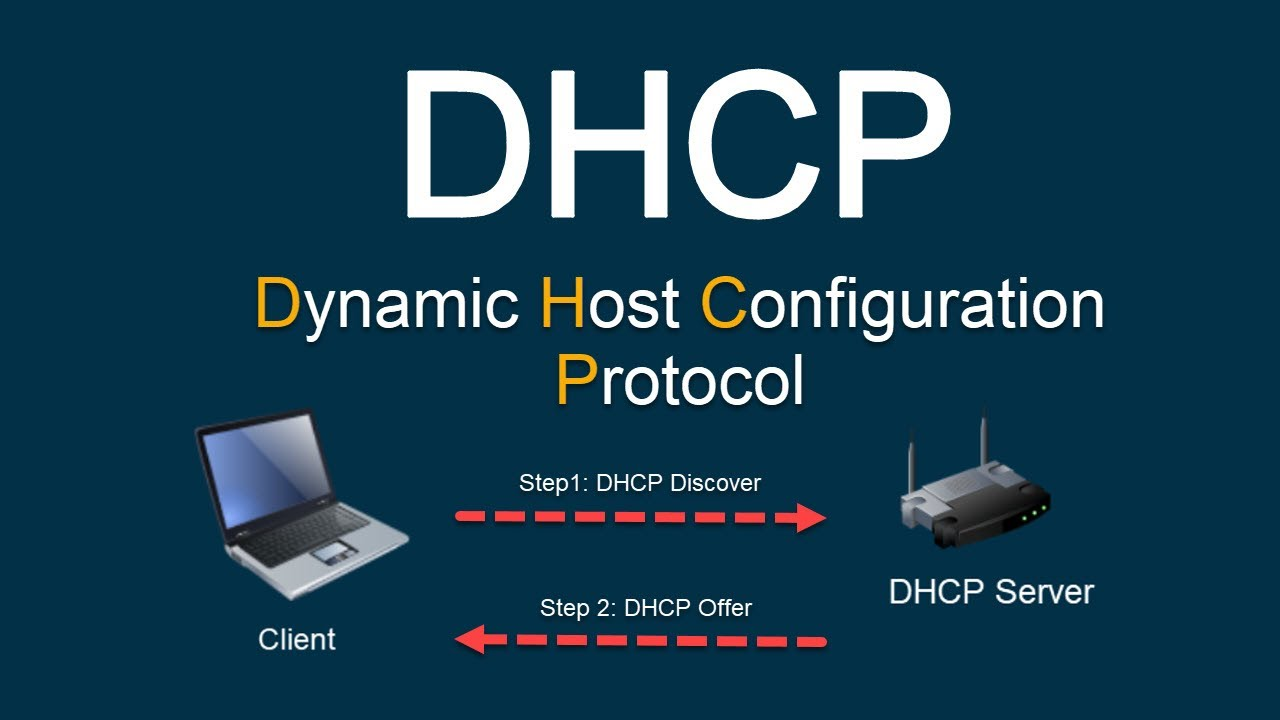 DHCP
Dynamic Host Configuration
Protocol
Step1: DHCP Discover
DHCP Server
Step 2: DHCP Offer
Client